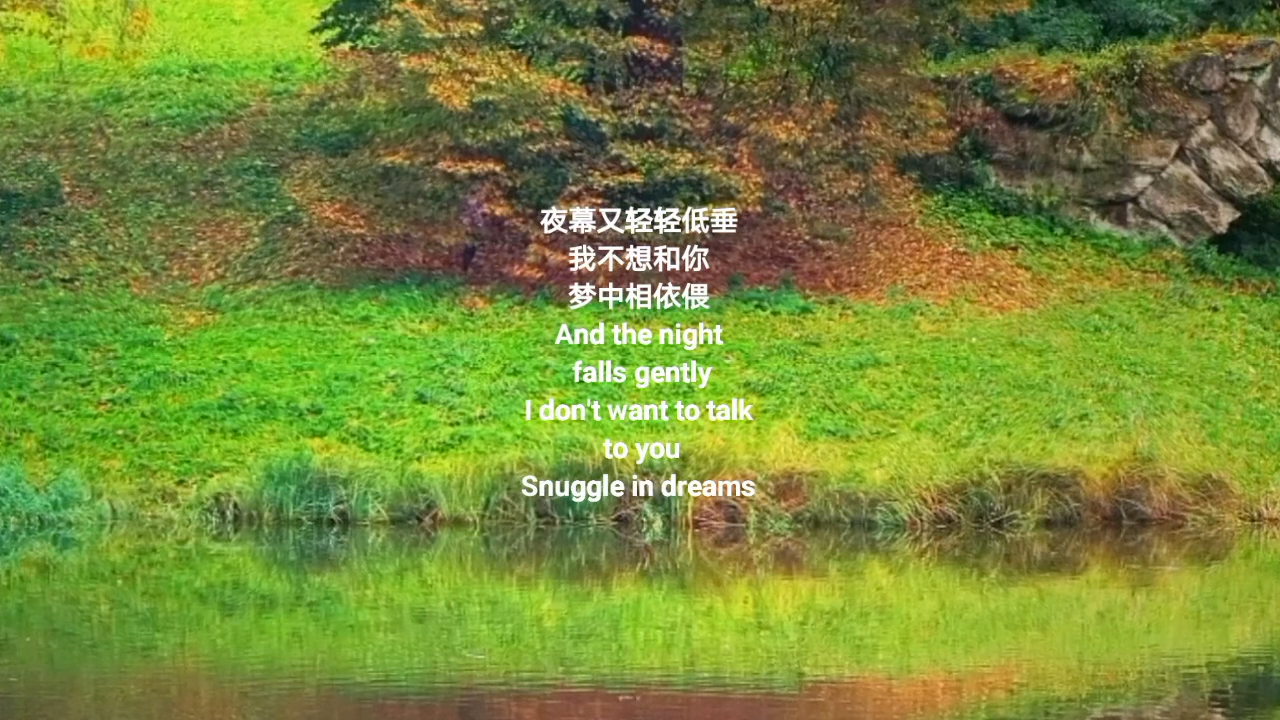 夜幕又轻轻低垂
我不想和你
梦中相依偎
And the night
falls gently
I don't want to talk
to you
Snuggle in dreams